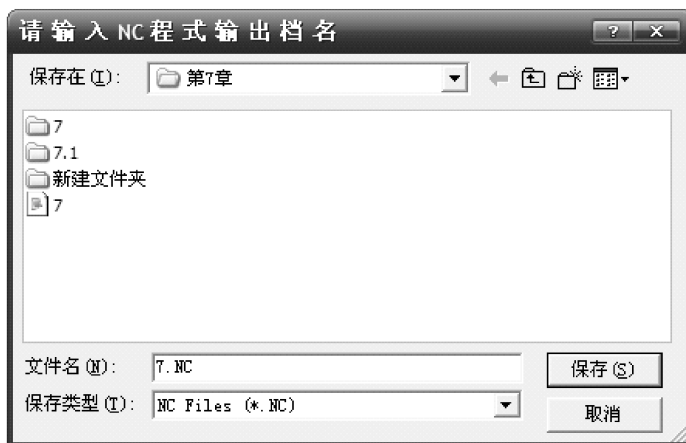 请输入NC程式输出档名
保存在(I): 第7章
7
7.1
新建文件夹
7
文件名(N): 7.NC 保存(S)
保存类型(T): NC Files (*.NC) 取消